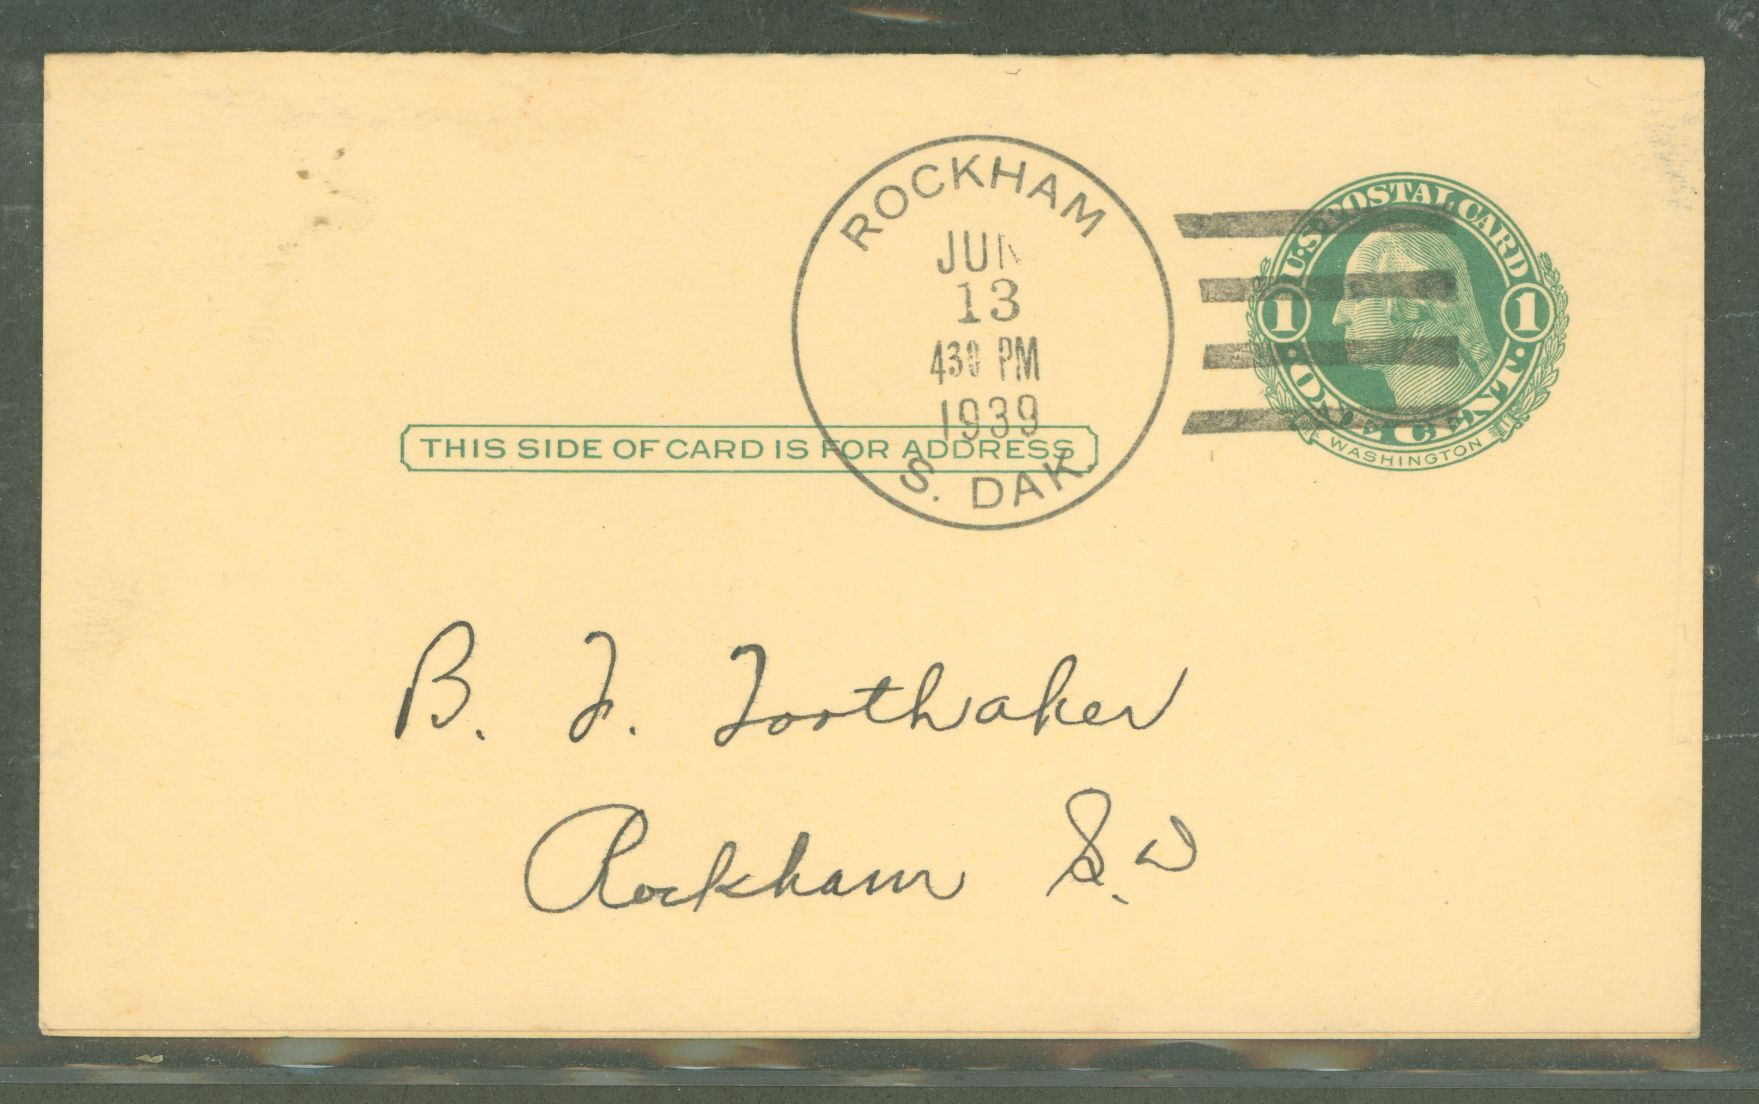 ROCKHAM
JUN
13
430 PM
1939
S. DAK.
U.S. POSTAL CARD
1 1
ONE CENT
WASHINGTON
THIS SIDE OF CARD IS FOR ADDRESS
B. F. Toothaker
Rockham S.D